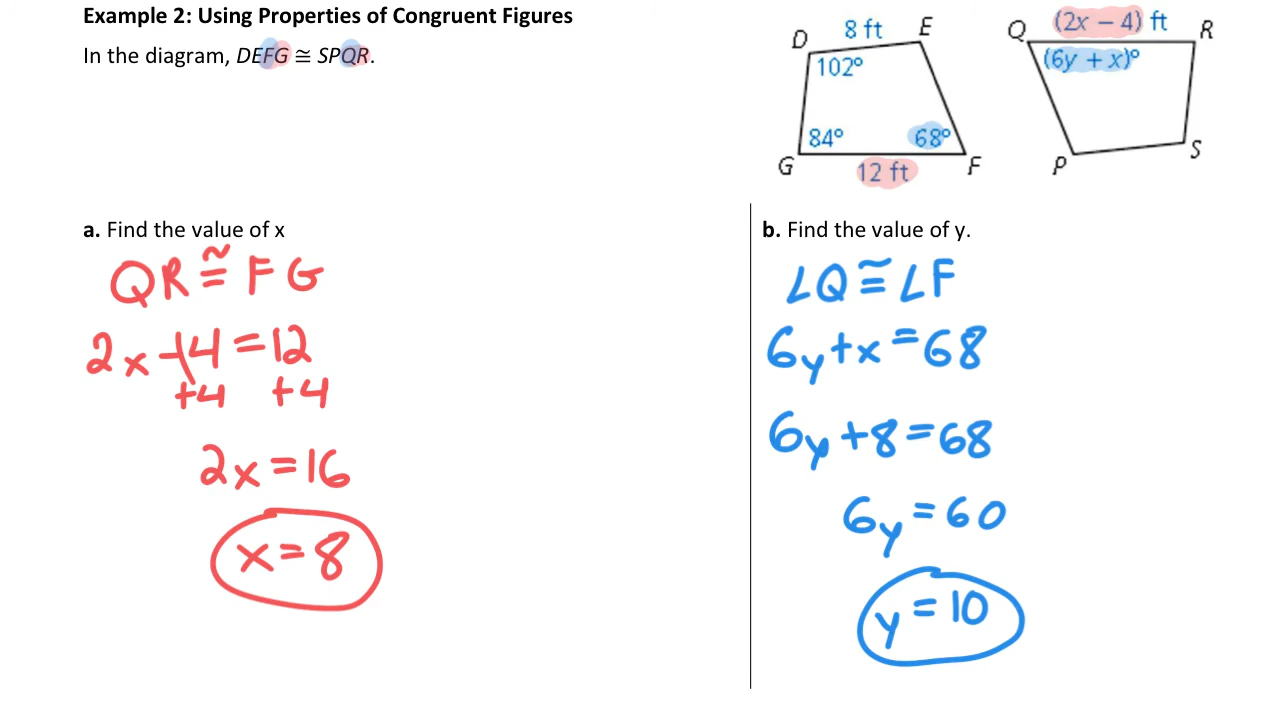 Example 2: Using Properties of Congruent Figures
In the diagram, DEFG ≅ SPQR.
D 8 ft E
102°
84° 68°
G 12 ft F
Q (2x – 4) ft R
(6y + x)°
P S
a. Find the value of x
QR ≅ FG
2x - 4 = 12
+4 +4
2x = 16
x = 8
b. Find the value of y.
∠Q ≅ ∠F
6y + x = 68
6y + 8 = 68
6y = 60
y = 10